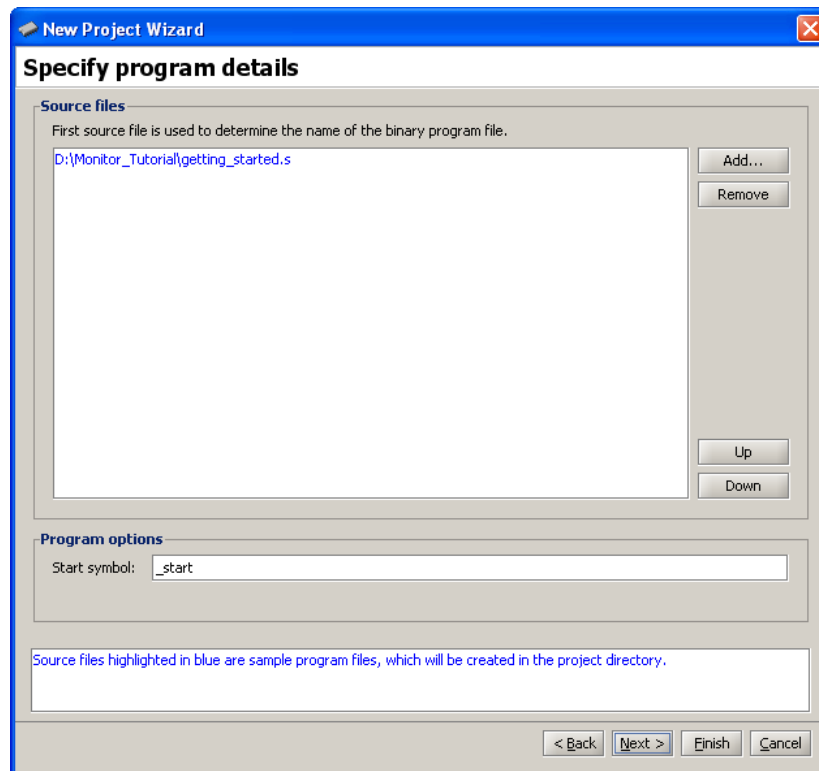 New Project Wizard
Specify program details
Source files
First source file is used to determine the name of the binary program file.
D:\Monitor_Tutorial\getting_started.s
Add...
Remove
Up
Down
Program options
Start symbol: _start
Source files highlighted in blue are sample program files, which will be created in the project directory.
< Back Next > Finish Cancel